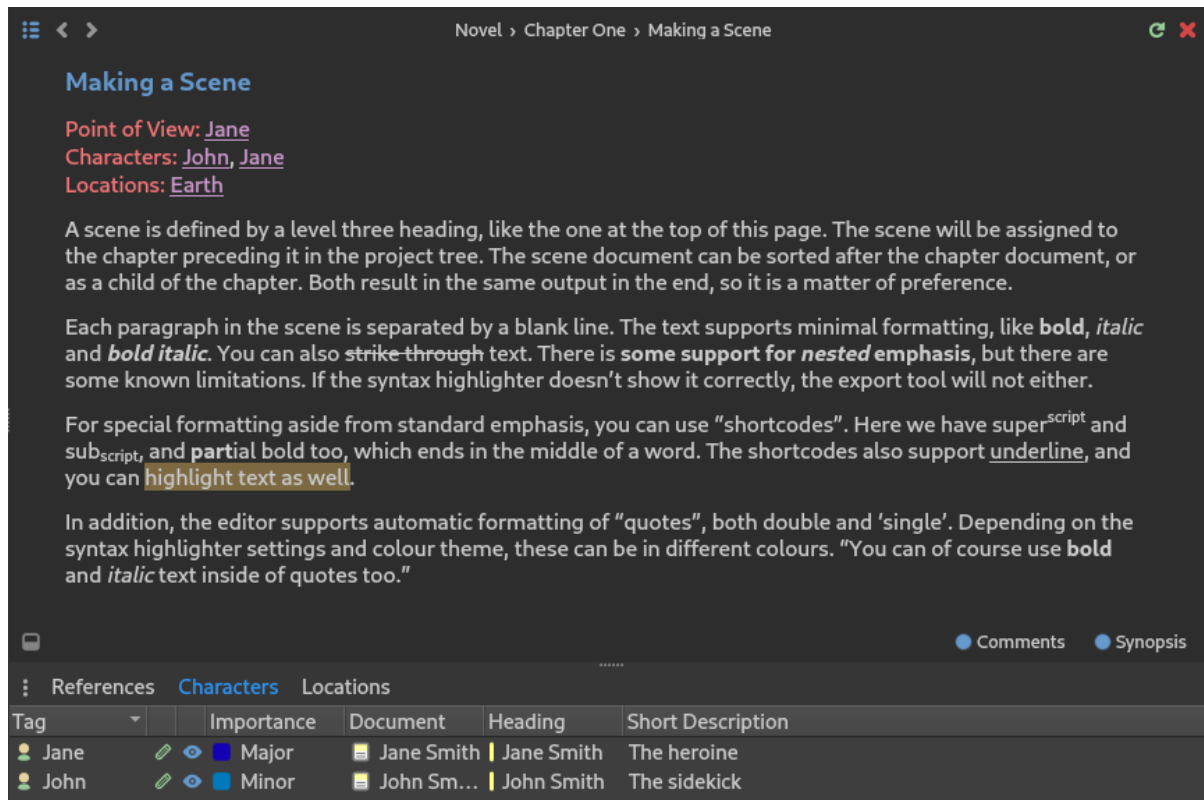 Novel › Chapter One › Making a Scene
Making a Scene
Point of View: Jane
Characters: John, Jane
Locations: Earth
A scene is defined by a level three heading, like the one at the top of this page. The scene will be assigned to
the chapter preceding it in the project tree. The scene document can be sorted after the chapter document, or
as a child of the chapter. Both result in the same output in the end, so it is a matter of preference.
Each paragraph in the scene is separated by a blank line. The text supports minimal formatting, like bold, italic
and bold italic. You can also strike through text. There is some support for nested emphasis, but there are
some known limitations. If the syntax highlighter doesn’t show it correctly, the export tool will not either.
For special formatting aside from standard emphasis, you can use “shortcodes”. Here we have superscript and
subscript, and partial bold too, which ends in the middle of a word. The shortcodes also support underline, and
you can highlight text as well.
In addition, the editor supports automatic formatting of “quotes”, both double and ‘single’. Depending on the
syntax highlighter settings and colour theme, these can be in different colours. “You can of course use bold
and italic text inside of quotes too.”
Comments Synopsis
References Characters Locations
Tag Importance Document Heading Short Description
Jane Major Jane Smith Jane Smith The heroine
John Minor John Sm… John Smith The sidekick